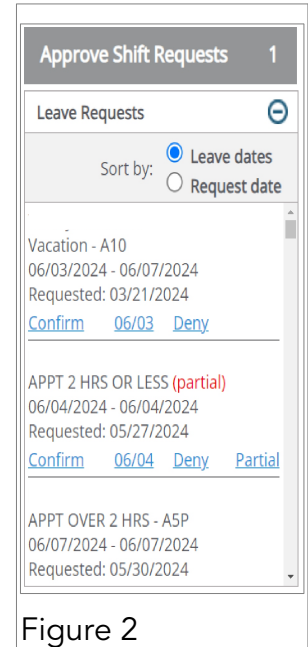 Approve Shift Requests 1
Leave Requests
Sort by: Leave dates
Request date
Vacation - A10
06/03/2024 - 06/07/2024
Requested: 03/21/2024
Confirm 06/03 Deny
APPT 2 HRS OR LESS (partial)
06/04/2024 - 06/04/2024
Requested: 05/27/2024
Confirm 06/04 Deny Partial
APPT OVER 2 HRS - A5P
06/07/2024 - 06/07/2024
Requested: 05/30/2024
Figure 2